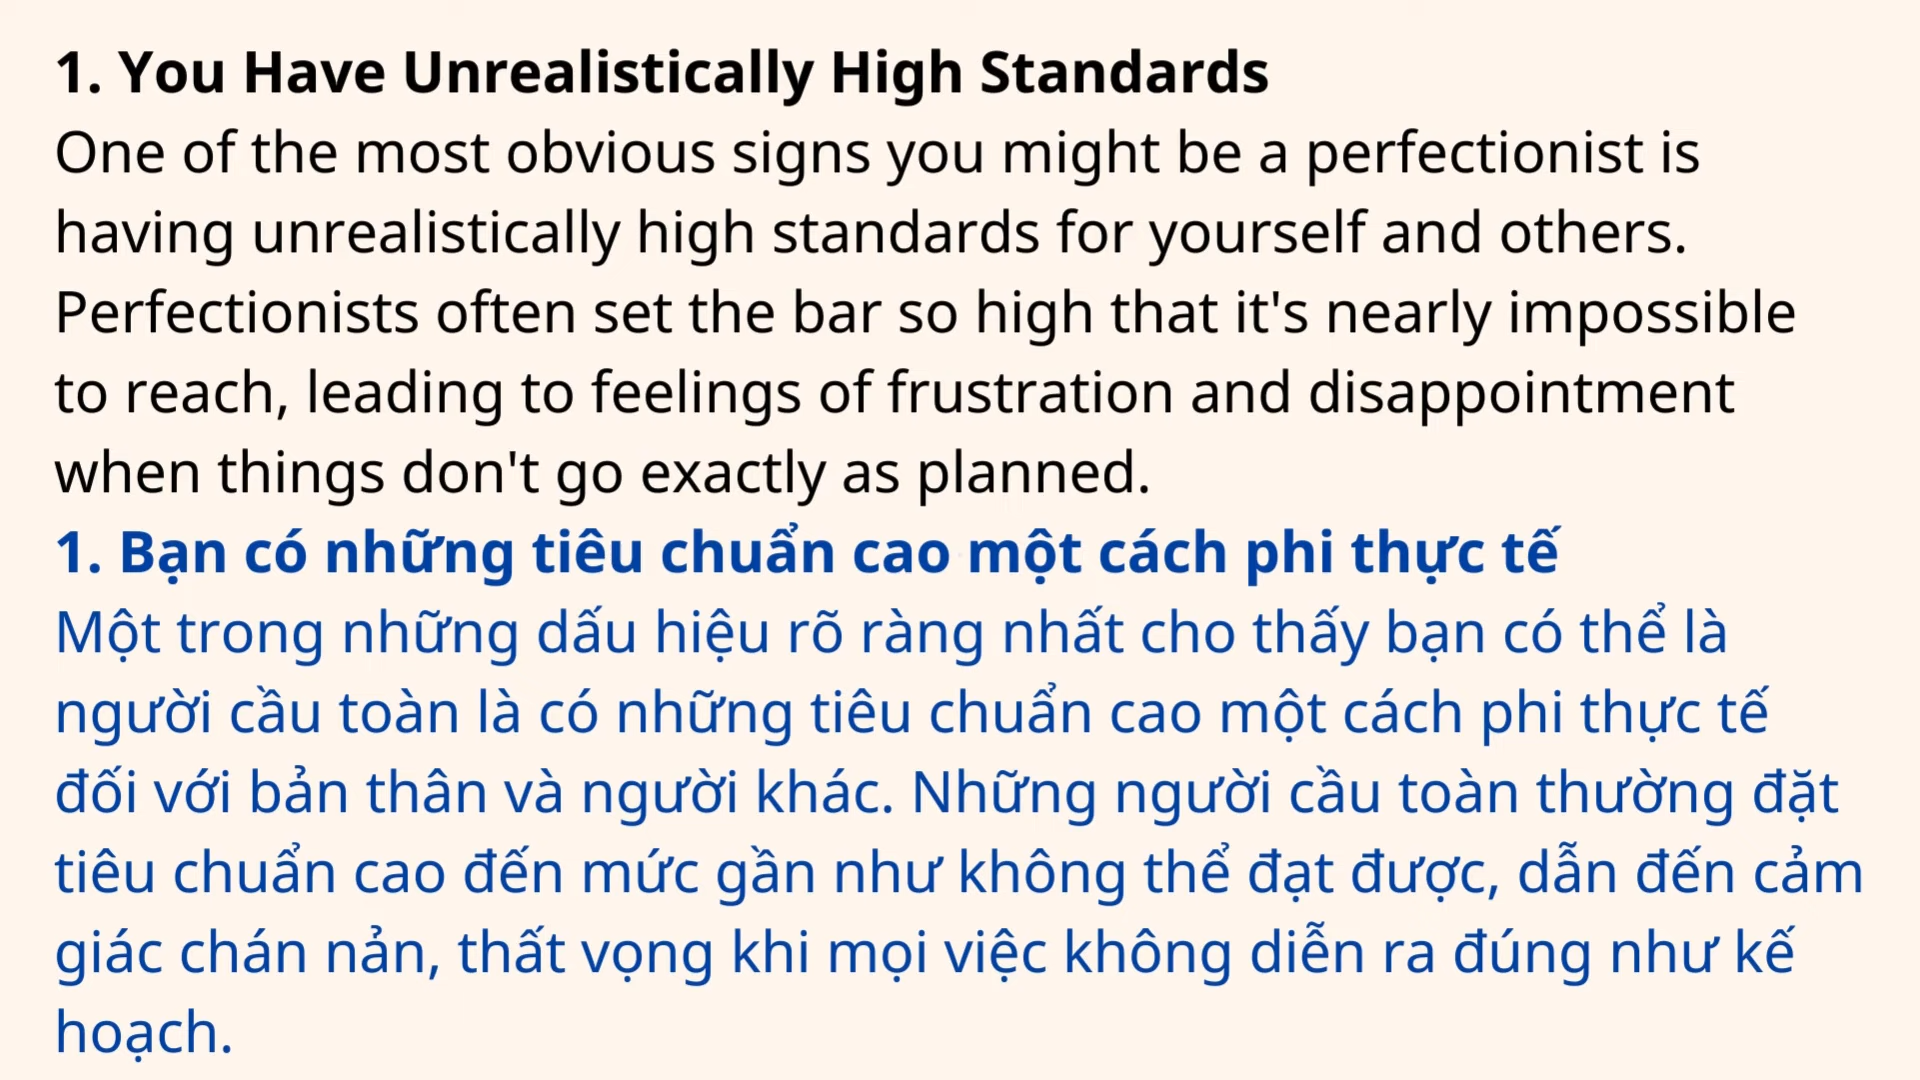 1. You Have Unrealistically High Standards
One of the most obvious signs you might be a perfectionist is
having unrealistically high standards for yourself and others.
Perfectionists often set the bar so high that it's nearly impossible
to reach, leading to feelings of frustration and disappointment
when things don't go exactly as planned.
1. Bạn có những tiêu chuẩn cao một cách phi thực tế
Một trong những dấu hiệu rõ ràng nhất cho thấy bạn có thể là
người cầu toàn là có những tiêu chuẩn cao một cách phi thực tế
đối với bản thân và người khác. Những người cầu toàn thường đặt
tiêu chuẩn cao đến mức gần như không thể đạt được, dẫn đến cảm
giác chán nản, thất vọng khi mọi việc không diễn ra đúng như kế
hoạch.